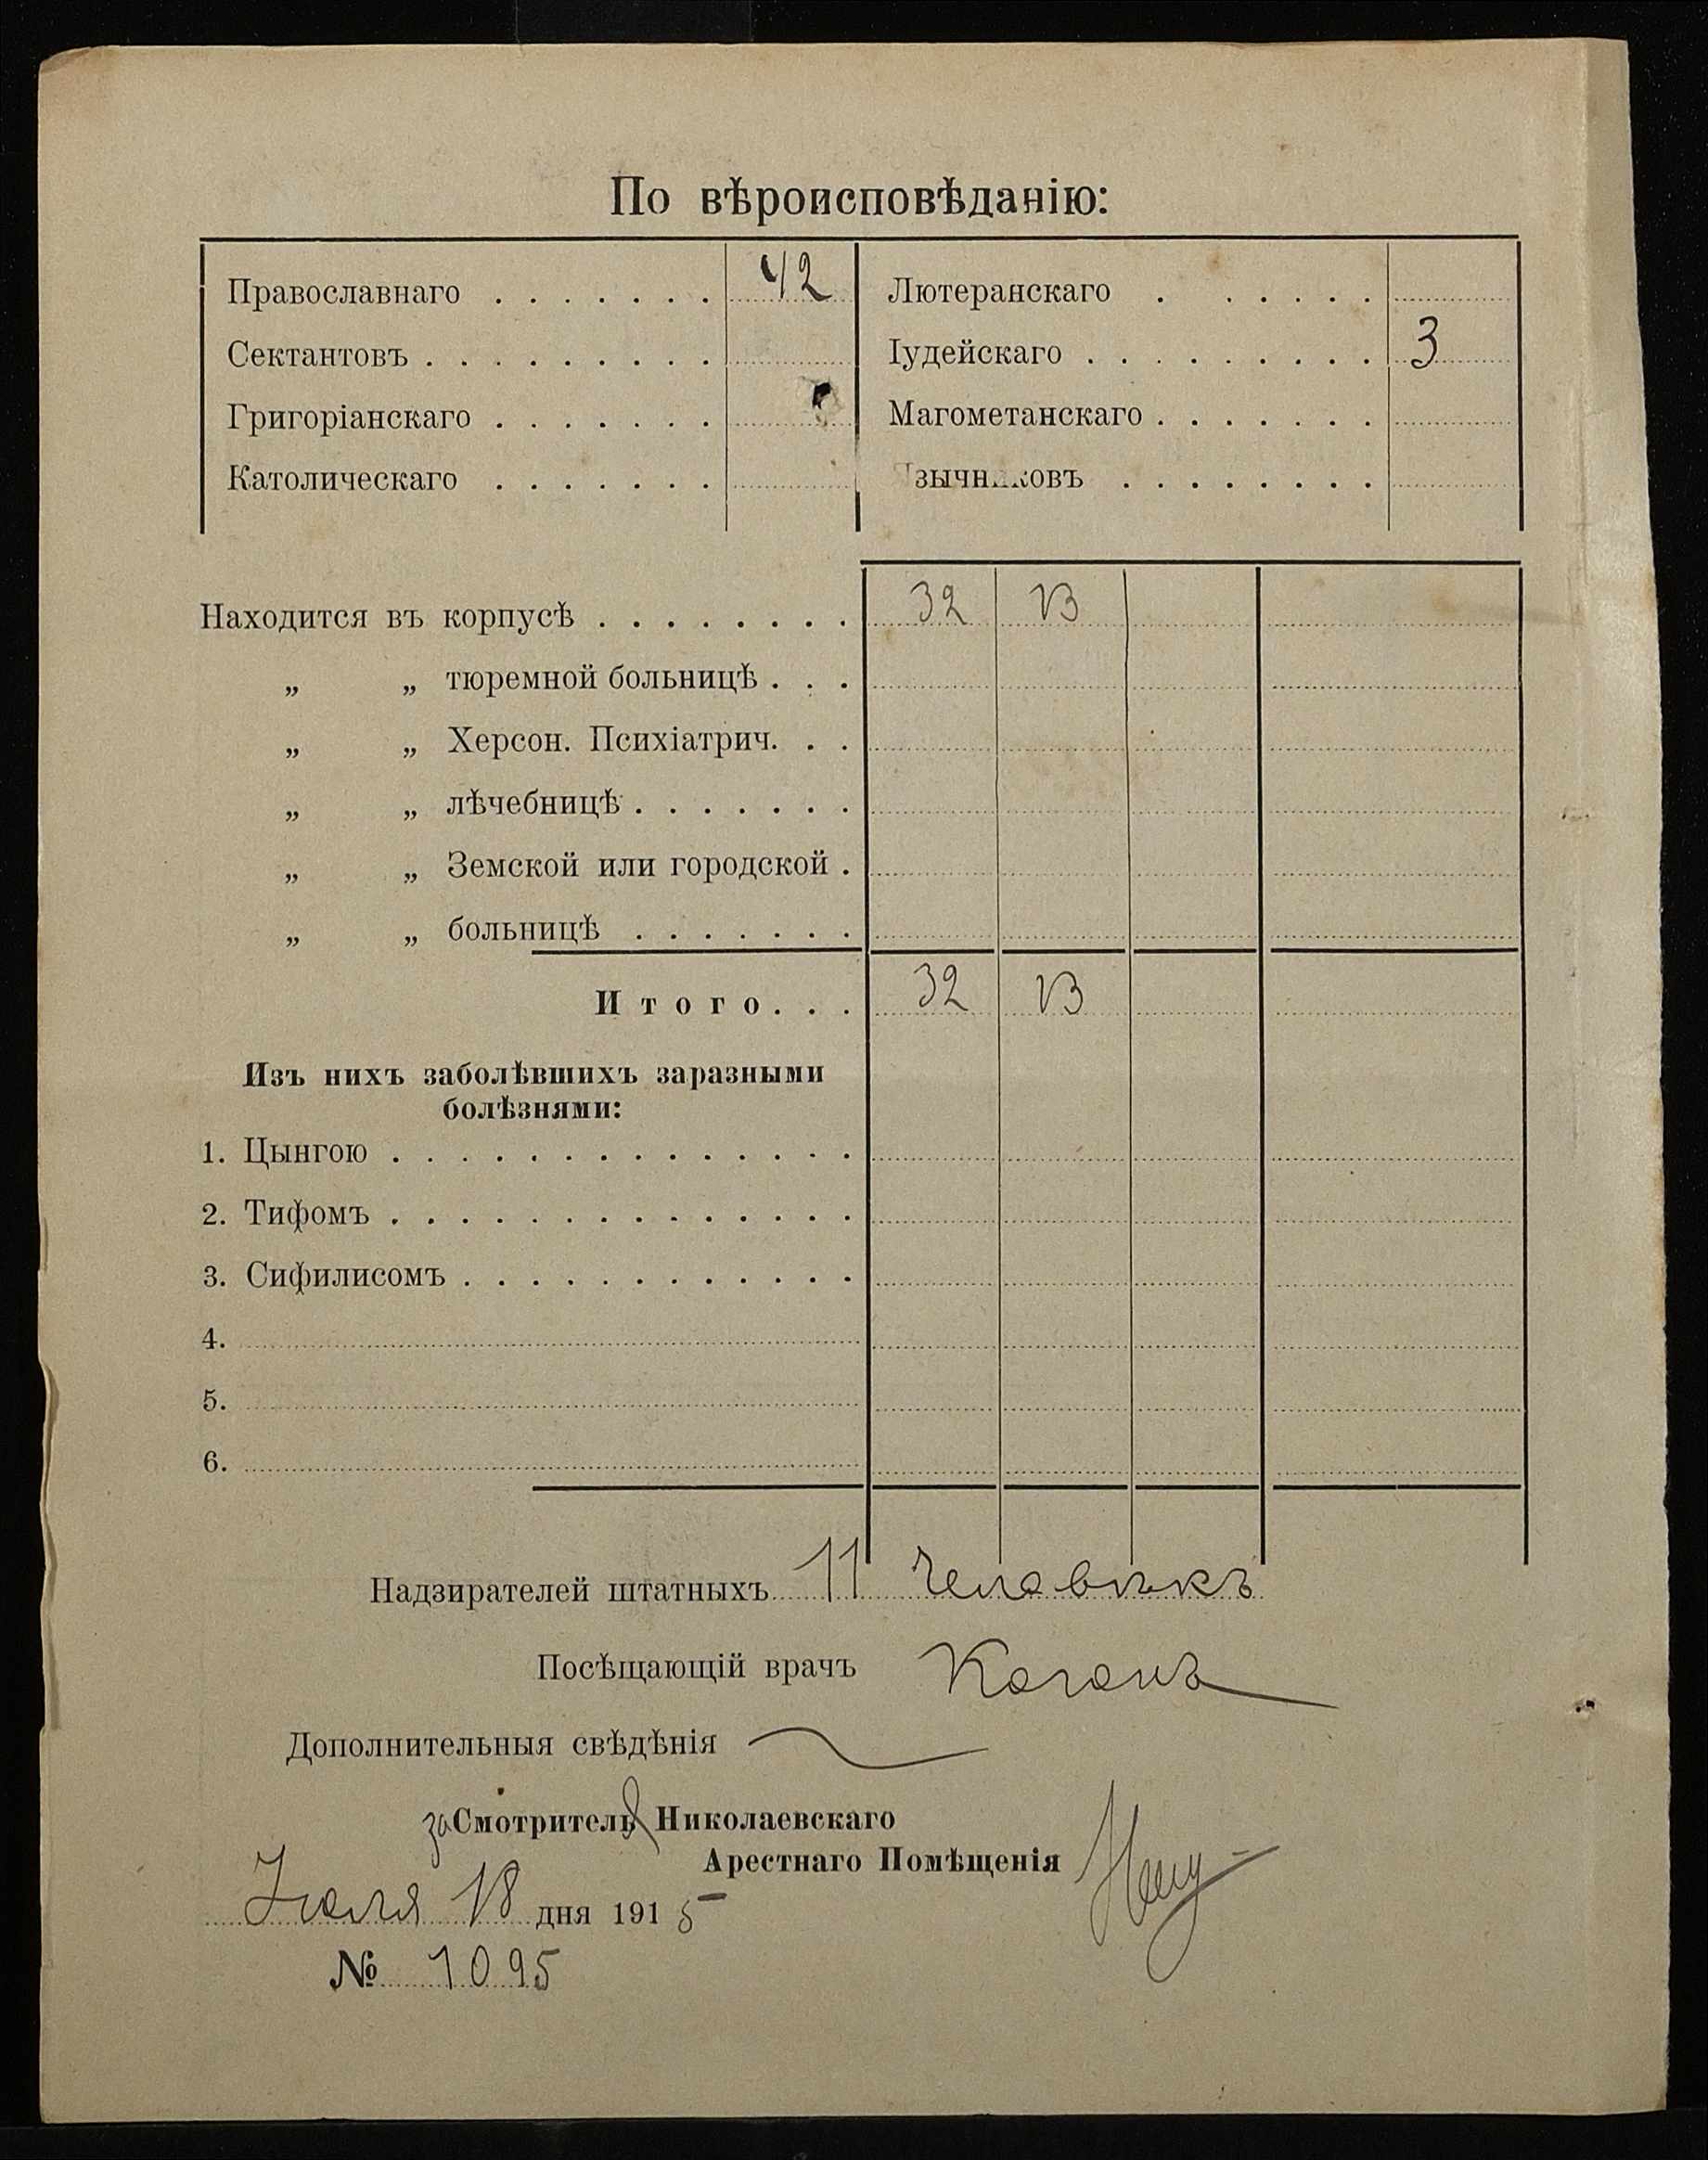 По вѣроисповѣданію:
Православнаго . . . . . . . 42 Лютеранскаго . . . . . .
Сектантовъ . . . . . . . . . Іудейскаго . . . . . . . . . 3
Григоріанскаго . . . . . . . Магометанскаго . . . . . . .
Католическаго . . . . . . . Язычниковъ . . . . . . . .
Находится въ корпусѣ . . . . . . . . 32 13
„ „ тюремной больницѣ . . .
„ „ Херсон. Психіатрич. . .
„ „ лѣчебницѣ . . . . . . .
„ „ Земской или городской .
„ „ больницѣ . . . . . . .
Итого. . . 32 13
Изъ нихъ заболѣвшихъ заразными
болѣзнями:
1. Цынгою . . . . . . . . . . . . . .
2. Тифомъ . . . . . . . . . . . . . .
3. Сифилисомъ . . . . . . . . . . . .
4.
5.
6.
Надзирателей штатныхъ 11 человѣкъ
Посѣщающій врачъ Коганъ
Дополнительныя свѣдѣнія
за Смотрителя Николаевскаго
Арестнаго Помѣщенія
Іюля 18 дня 1915
№ 1095